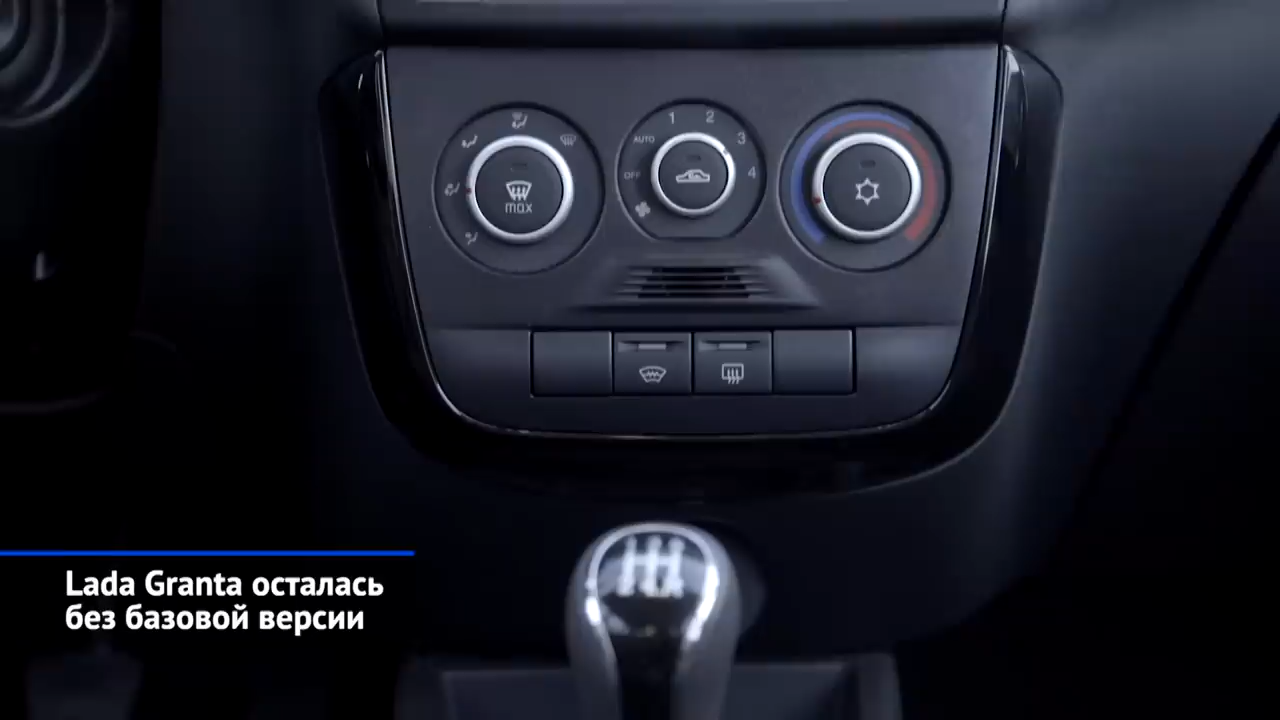 1 2
AUTO 3
OFF 4
max
Lada Granta осталась
без базовой версии